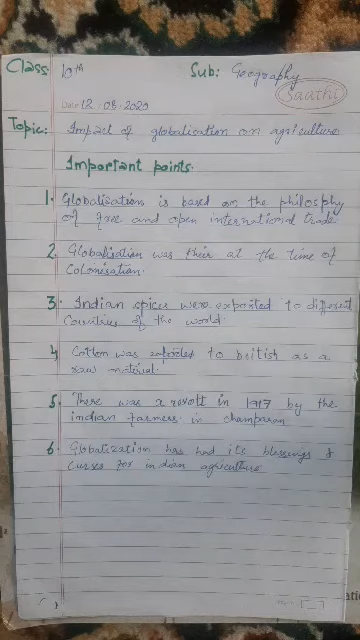 Class: 10th Sub: Geography
Saathi
Date 12.08.2020
Topic: Impact of globalisation on agriculture
Important points.
1. Globalisation is based on the philosphy
of free and open international trade.
2. Globalisation was their at the time of
Colonisation.
3. Indian spices were exported to different
Countries of the world.
4. Cotton was to british as a
raw material.
5. There was a revolt in 1917 by the
indian farmers in champaran
6. Globalization has had its blessings &
curses for indian agriculture